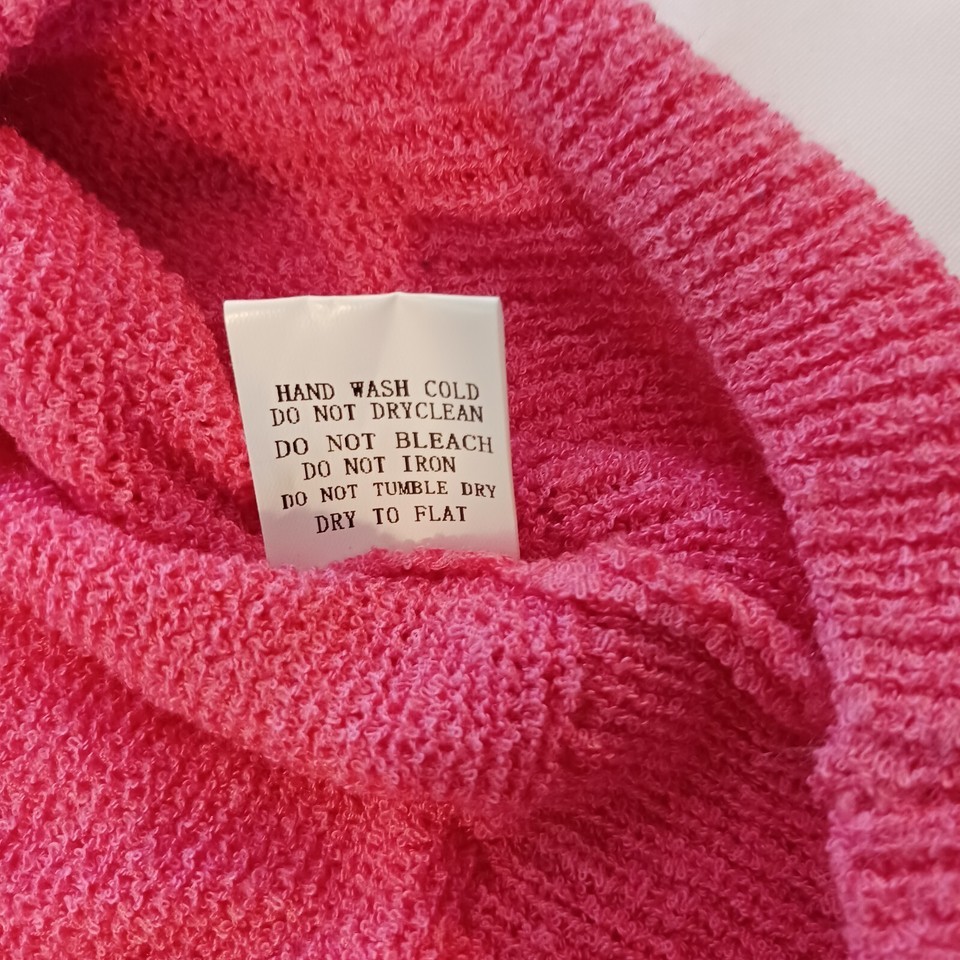 HAND WASH COLD
DO NOT DRYCLEAN
DO NOT BLEACH
DO NOT IRON
DO NOT TUMBLE DRY
DRY TO FLAT